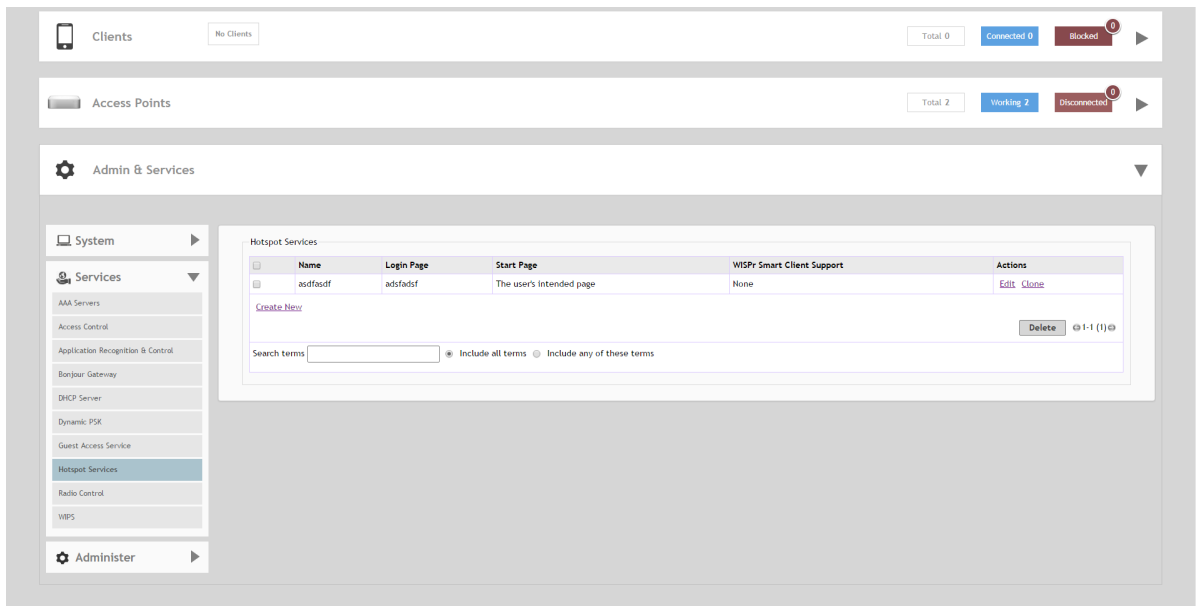 Clients No Clients Total 0 Connected 0 Blocked 0
Access Points Total 2 Working 2 Disconnected 0
Admin & Services
System
Services
AAA Servers
Access Control
Application Recognition & Control
Bonjour Gateway
DHCP Server
Dynamic PSK
Guest Access Service
Hotspot Services
Radio Control
WIPS
Administer
Hotspot Services
Name Login Page Start Page WISPr Smart Client Support Actions
asdfasdf adsfadsf The user's intended page None Edit Clone
Create New
Delete 1-1 (1)
Search terms Include all terms Include any of these terms